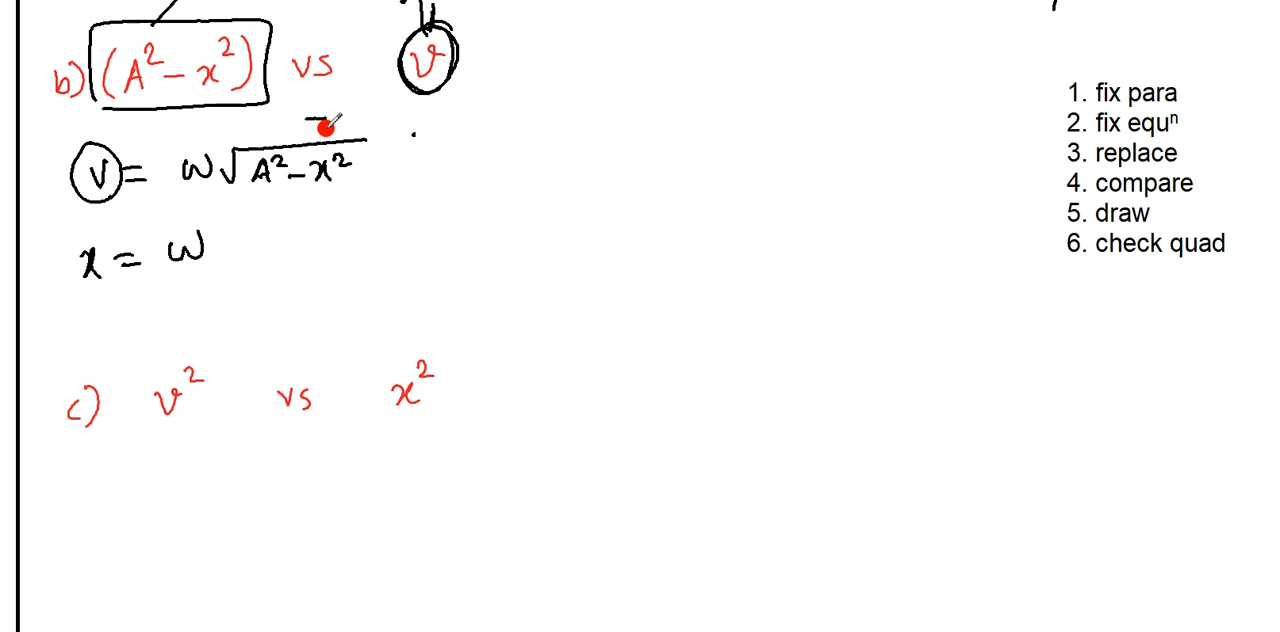 b) (A² - x²) vs v
v = ω√A² - x²
x = ω
c) v² vs x²
1. fix para
2. fix equⁿ
3. replace
4. compare
5. draw
6. check quad